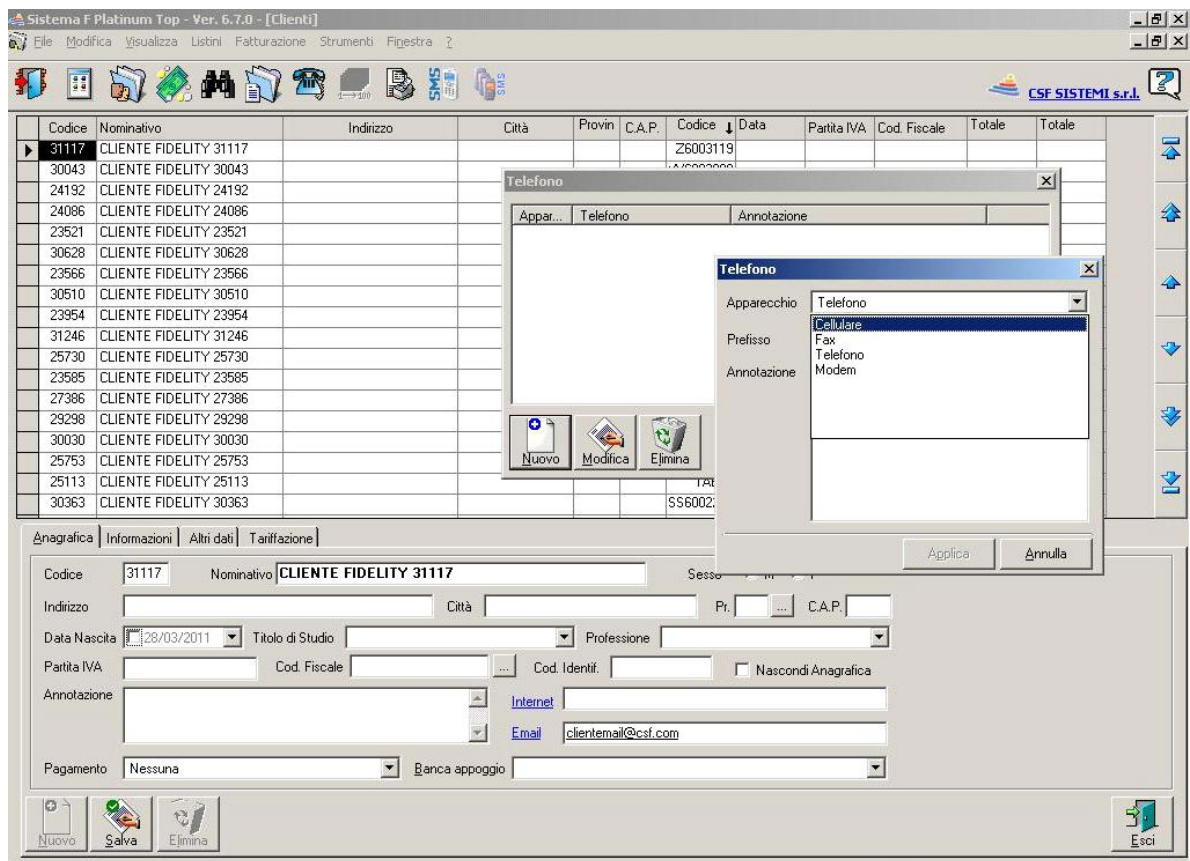 Sistema F Platinum Top - Ver. 6.7.0 - [Clienti]
File Modifica Visualizza Listini Fatturazione Strumenti Finestra ?
1→100 SMS SMS CSF SISTEMI s.r.l. ?
Codice Nominativo Indirizzo Città Provin C.A.P. Codice Data Partita IVA Cod. Fiscale Totale Totale
31117 CLIENTE FIDELITY 31117 Z6003119
30043 CLIENTE FIDELITY 30043
24192 CLIENTE FIDELITY 24192
24086 CLIENTE FIDELITY 24086
23521 CLIENTE FIDELITY 23521
30628 CLIENTE FIDELITY 30628
23566 CLIENTE FIDELITY 23566
30510 CLIENTE FIDELITY 30510
23954 CLIENTE FIDELITY 23954
31246 CLIENTE FIDELITY 31246
25730 CLIENTE FIDELITY 25730
23585 CLIENTE FIDELITY 23585
27386 CLIENTE FIDELITY 27386
29298 CLIENTE FIDELITY 29298
30030 CLIENTE FIDELITY 30030
25753 CLIENTE FIDELITY 25753
25113 CLIENTE FIDELITY 25113
30363 CLIENTE FIDELITY 30363 SS6002
Telefono
Appar... Telefono Annotazione
Nuovo Modifica Elimina
Telefono
Apparecchio Telefono
Cellulare
Prefisso Fax
Telefono
Annotazione Modem
Applica Annulla
Anagrafica Informazioni Altri dati Tariffazione
Codice 31117 Nominativo CLIENTE FIDELITY 31117 Sesso M F
Indirizzo Città Pr. ... C.A.P.
Data Nascita 28/03/2011 Titolo di Studio Professione
Partita IVA Cod. Fiscale ... Cod. Identif. Nascondi Anagrafica
Annotazione Internet
Email clientemail@csf.com
Pagamento Nessuna Banca appoggio
Nuovo Salva Elimina Esci